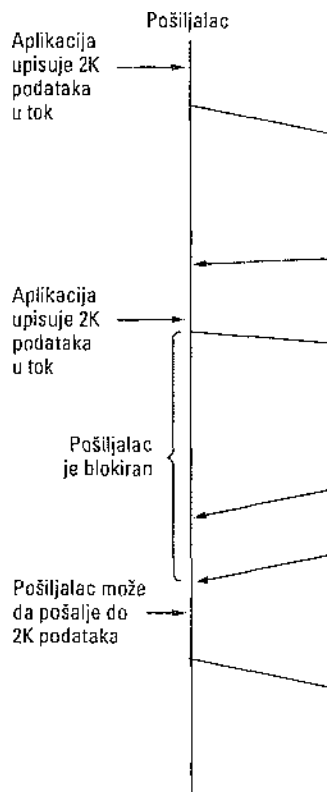 Pošiljalac
Aplikacija
upisuje 2K
podataka
u tok
Aplikacija
upisuje 2K
podataka
u tok
Pošiljalac
je blokiran
Pošiljalac može
da pošalje do
2K podataka